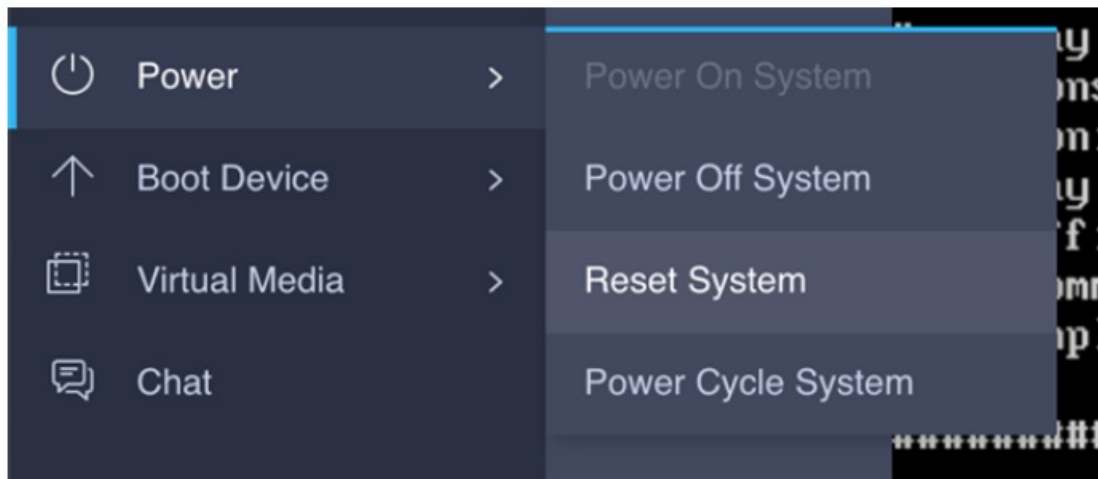 Power
Boot Device
Virtual Media
Chat
Power On System
Power Off System
Reset System
Power Cycle System
########